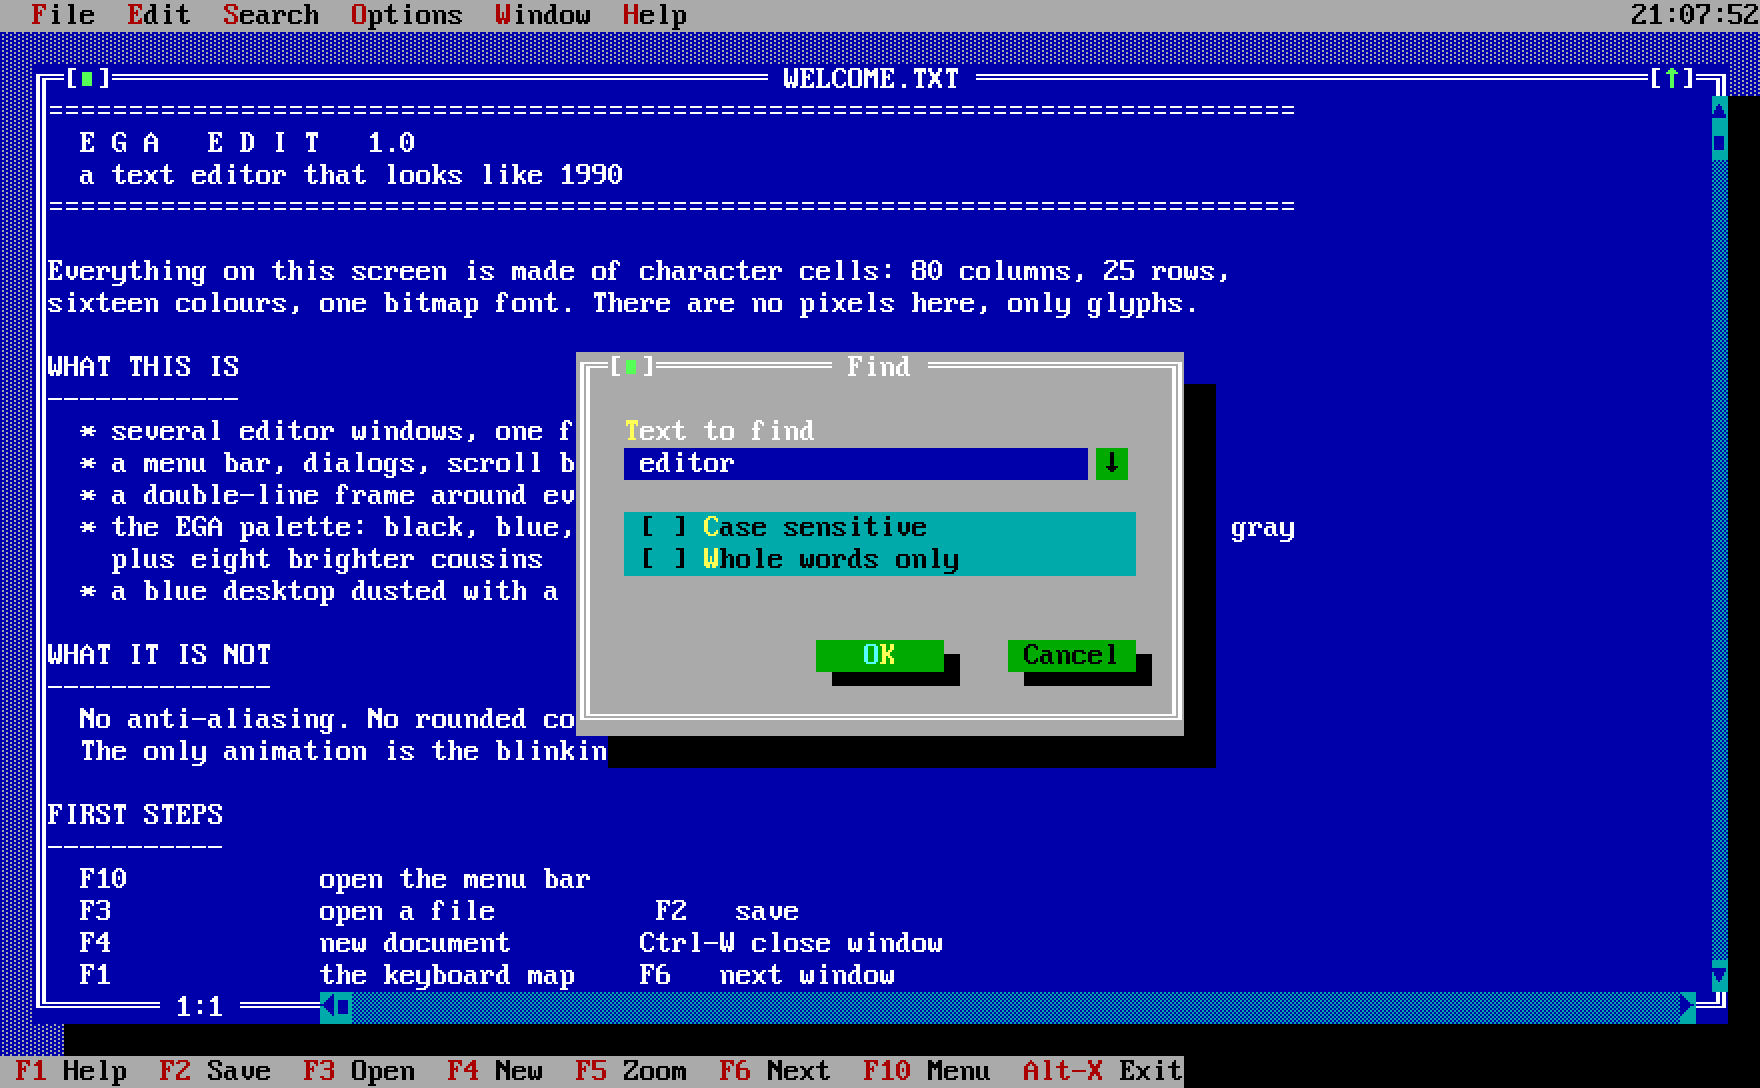 File  Edit  Search  Options  Window  Help  21:07:52
[■] WELCOME.TXT [↑]
==============================================================================
E G A   E D I T   1.0
a text editor that looks like 1990
==============================================================================
Everything on this screen is made of character cells: 80 columns, 25 rows,
sixteen colours, one bitmap font. There are no pixels here, only glyphs.
WHAT THIS IS
------------
* several editor windows, one f
* a menu bar, dialogs, scroll b
* a double-line frame around ev
* the EGA palette: black, blue, gray
plus eight brighter cousins
* a blue desktop dusted with a
WHAT IT IS NOT
--------------
No anti-aliasing. No rounded co
The only animation is the blinkin
FIRST STEPS
-----------
F10 open the menu bar
F3 open a file F2 save
F4 new document Ctrl-W close window
F1 the keyboard map F6 next window
1:1
[■] Find
Text to find
editor ↓
[ ] Case sensitive
[ ] Whole words only
OK Cancel
F1 Help  F2 Save  F3 Open  F4 New  F5 Zoom  F6 Next  F10 Menu  Alt-X Exit